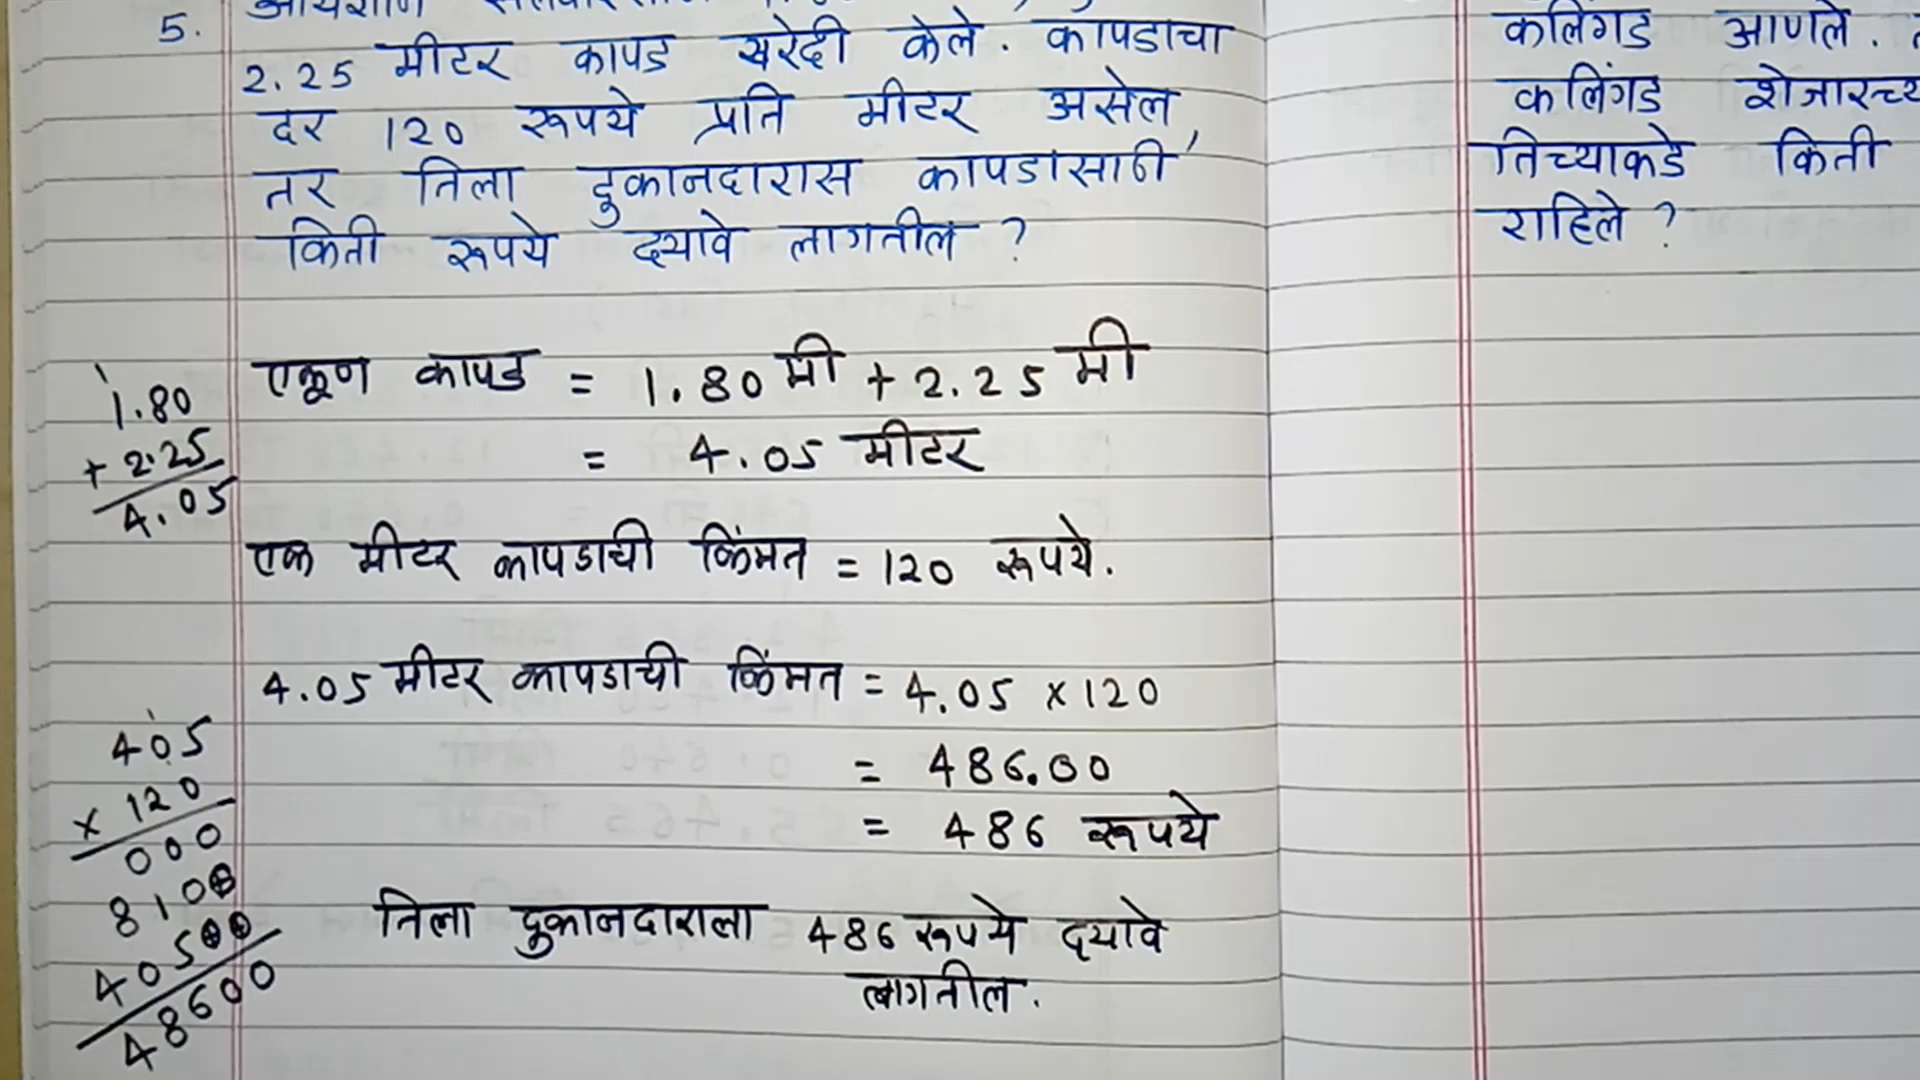 5.
2.25 मीटर कापड खरेदी केले. कापडाचा
दर 120 रूपये प्रति मीटर असेल,
तर तिला दुकानदारास कापडासाठी
किती रूपये द्यावे लागतील ?
1.80
+ 2.25
4.05
एकूण कापड = 1.80 मी + 2.25 मी
= 4.05 मीटर
एक मीटर कापडाची किंमत = 120 रूपये.
4.05 मीटर कापडाची किंमत = 4.05 x 120
= 486.00
= 486 रूपये
405
x 120
000
8100
40500
48600
तिला दुकानदाराला 486 रूपये द्यावे
लागतील.
कलिंगड आणले.
कलिंगड
तिच्याकडे किती
राहिले ?